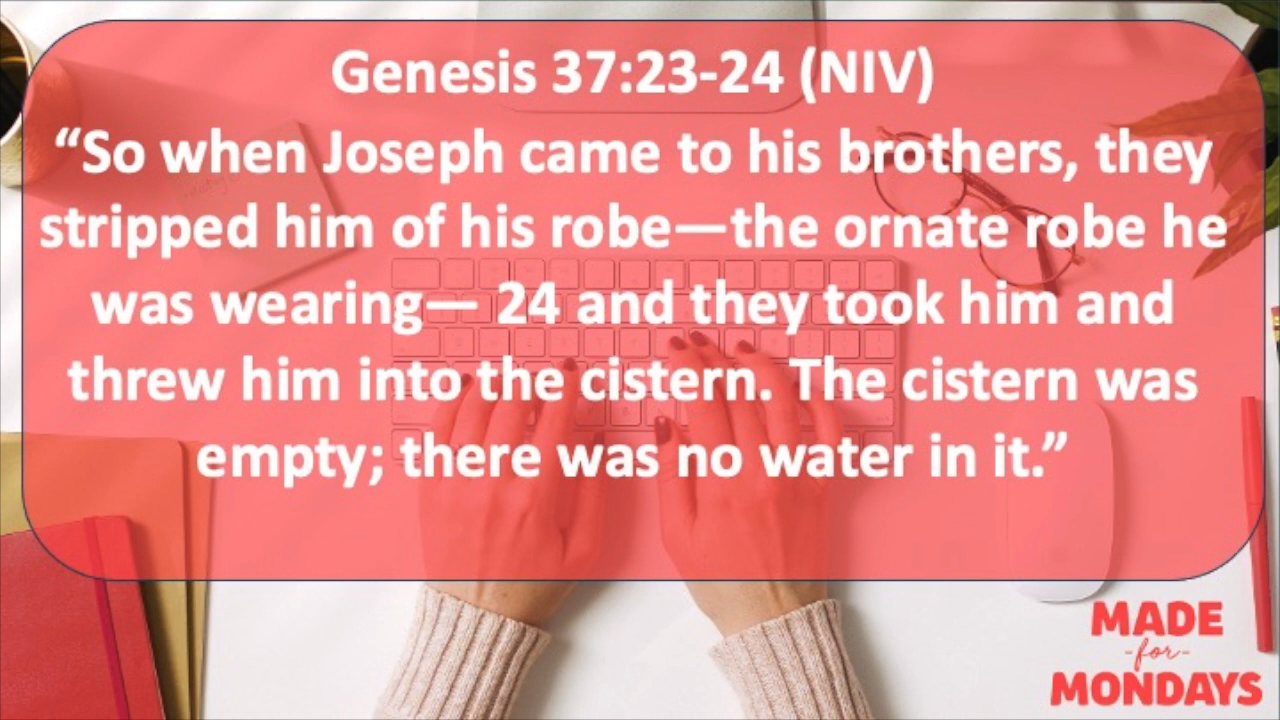 Genesis 37:23-24 (NIV)
“So when Joseph came to his brothers, they
stripped him of his robe—the ornate robe he
was wearing— 24 and they took him and
threw him into the cistern. The cistern was
empty; there was no water in it.”
MADE
-for-
MONDAYS